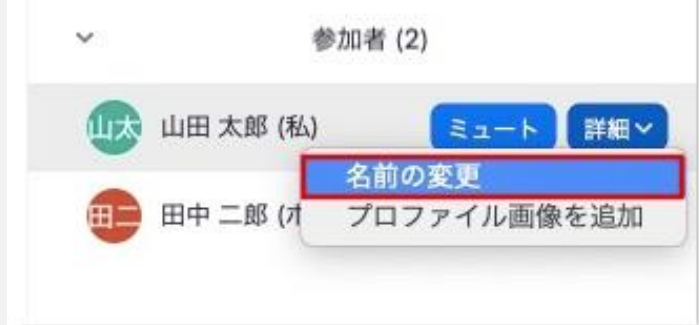 参加者 (2)
山太 山田 太郎 (私) ミュート 詳細
名前の変更
田二 田中 二郎 (ホ
プロファイル画像を追加